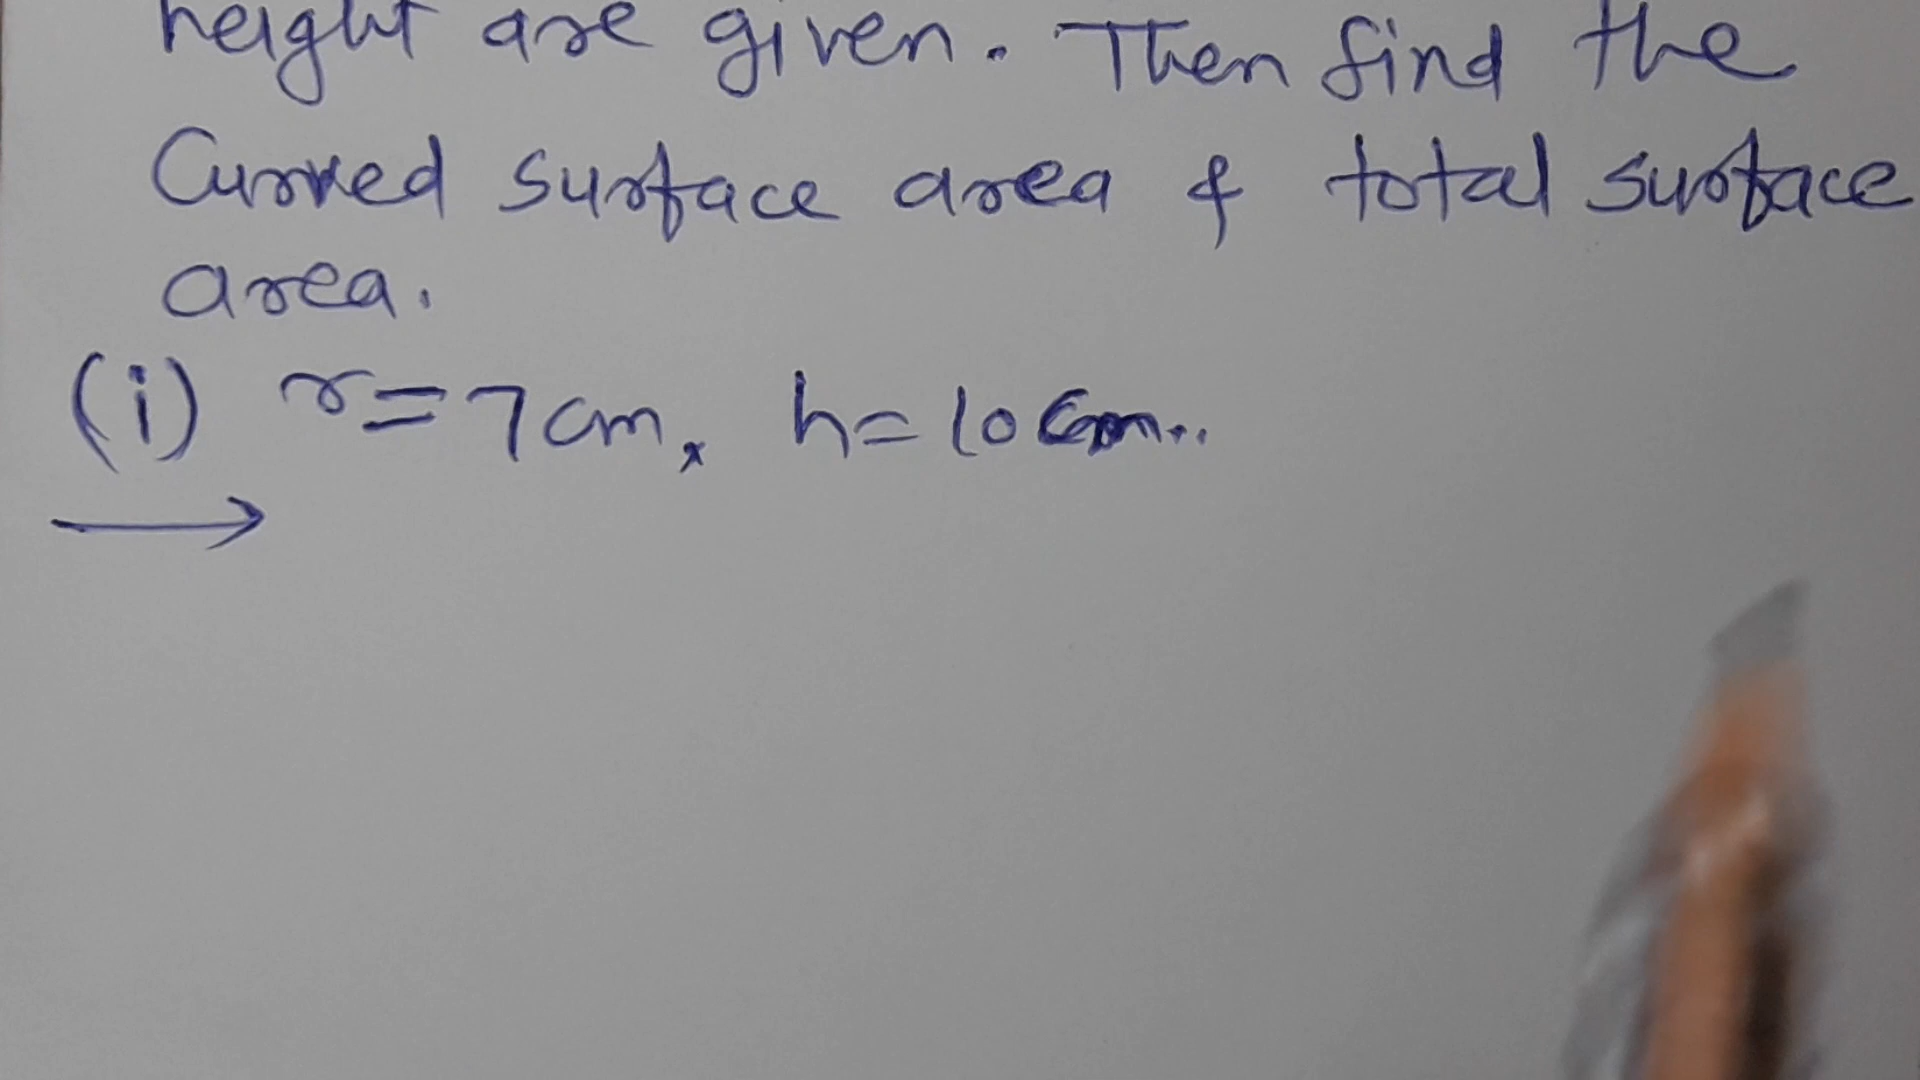 height are given. Then find the
Curved surface area & total surface
area.
(i) r=7cm, h=10cm..